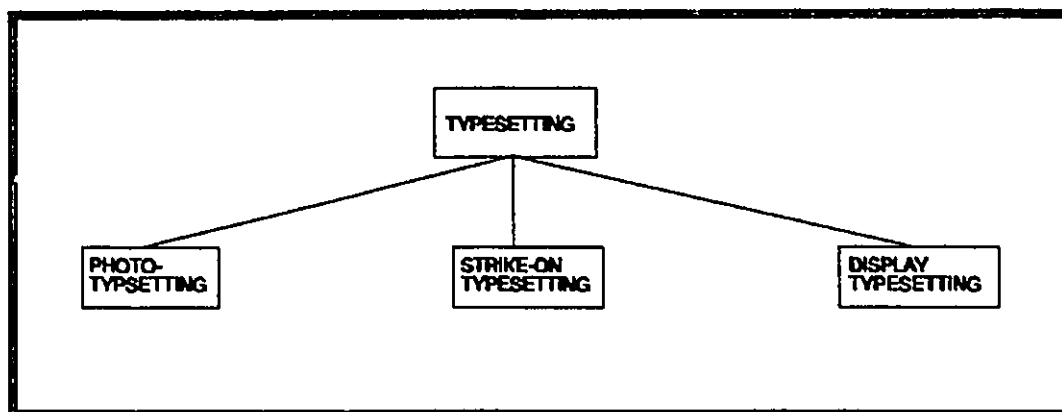 TYPESETTING
PHOTO-
TYPSETTING
STRIKE-ON
TYPESETTING
DISPLAY
TYPESETTING